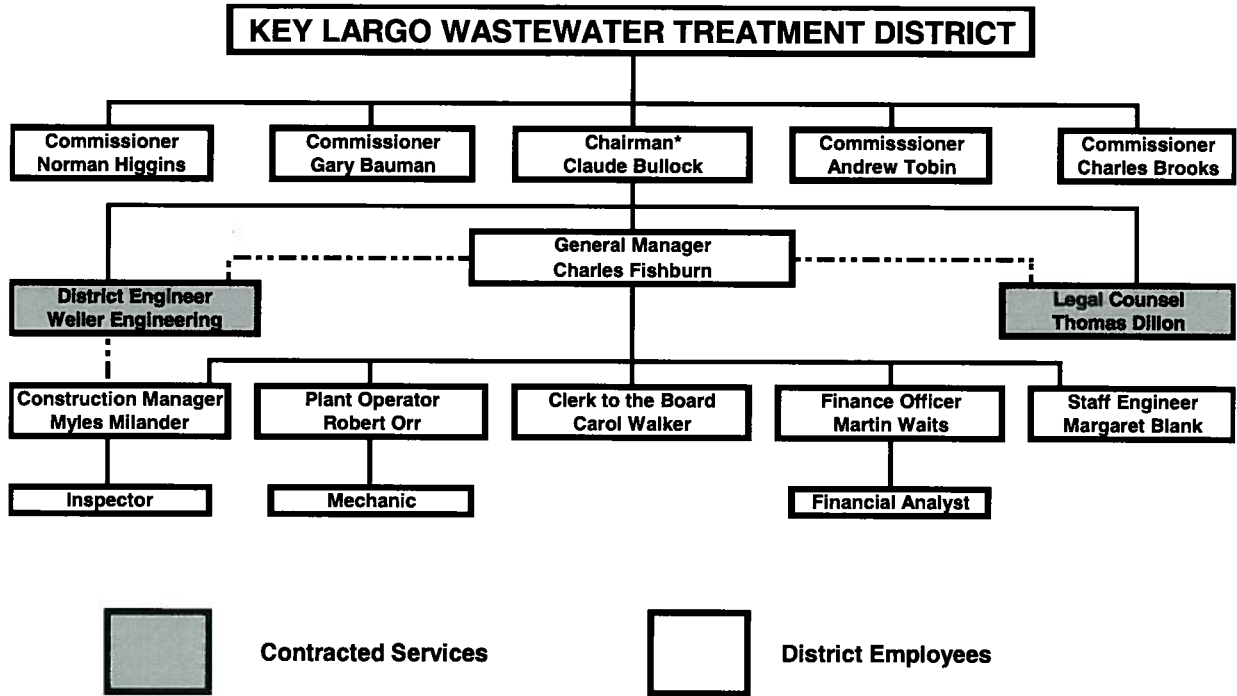 KEY LARGO WASTEWATER TREATMENT DISTRICT
Commissioner
Norman Higgins
Commissioner
Gary Bauman
Chairman*
Claude Bullock
Commisssioner
Andrew Tobin
Commissioner
Charles Brooks
General Manager
Charles Fishburn
District Engineer
Weiler Engineering
Legal Counsel
Thomas Dillon
Construction Manager
Myles Milander
Plant Operator
Robert Orr
Clerk to the Board
Carol Walker
Finance Officer
Martin Waits
Staff Engineer
Margaret Blank
Inspector
Mechanic
Financial Analyst
Contracted Services
District Employees